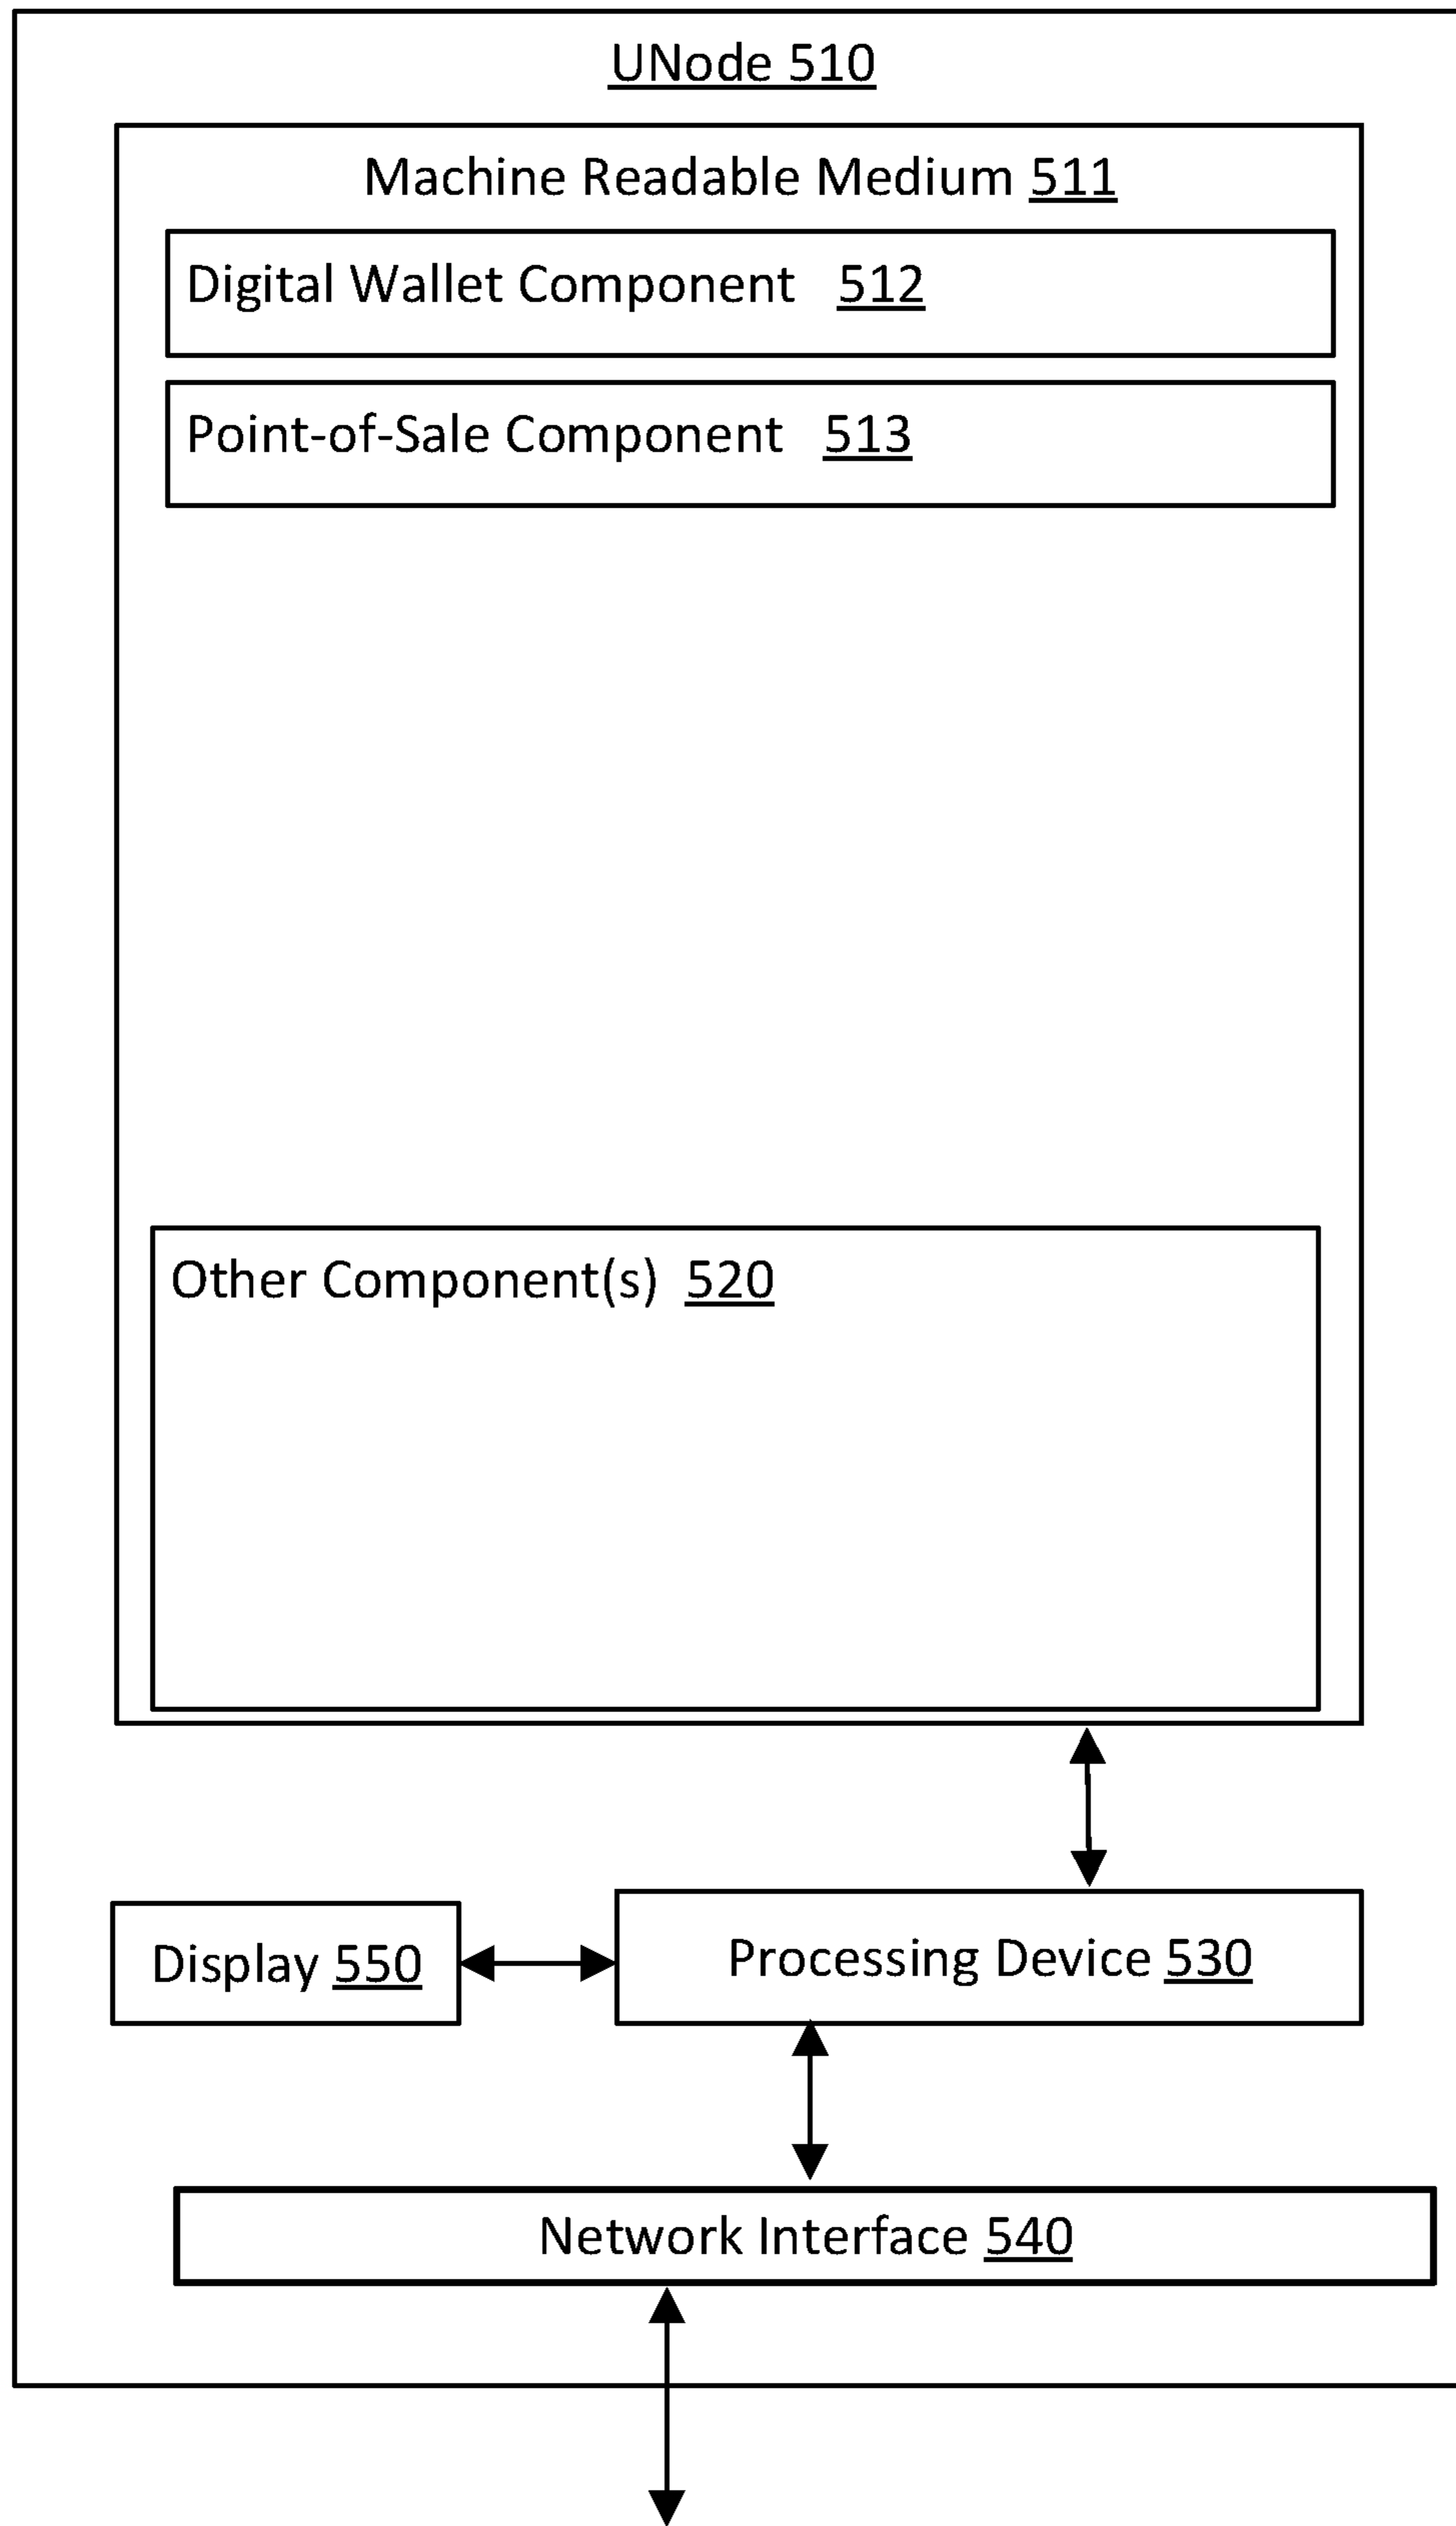 UNode 510
Machine Readable Medium 511
Digital Wallet Component 512
Point-of-Sale Component 513
Other Component(s) 520
Display 550
Processing Device 530
Network Interface 540